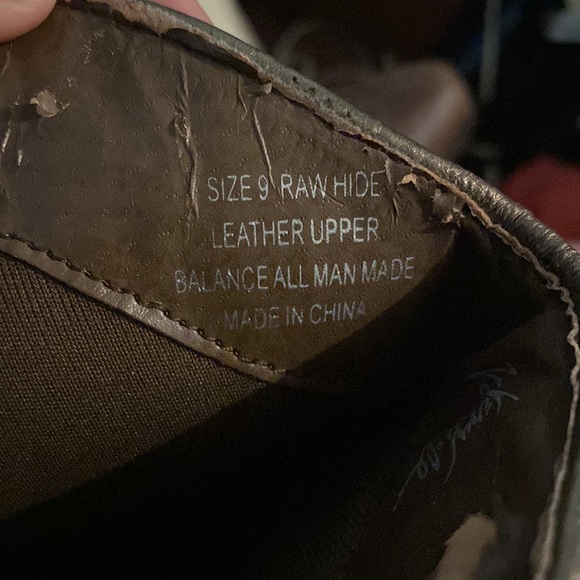 SIZE 9 RAW HIDE
LEATHER UPPER
BALANCE ALL MAN MADE
MADE IN CHINA